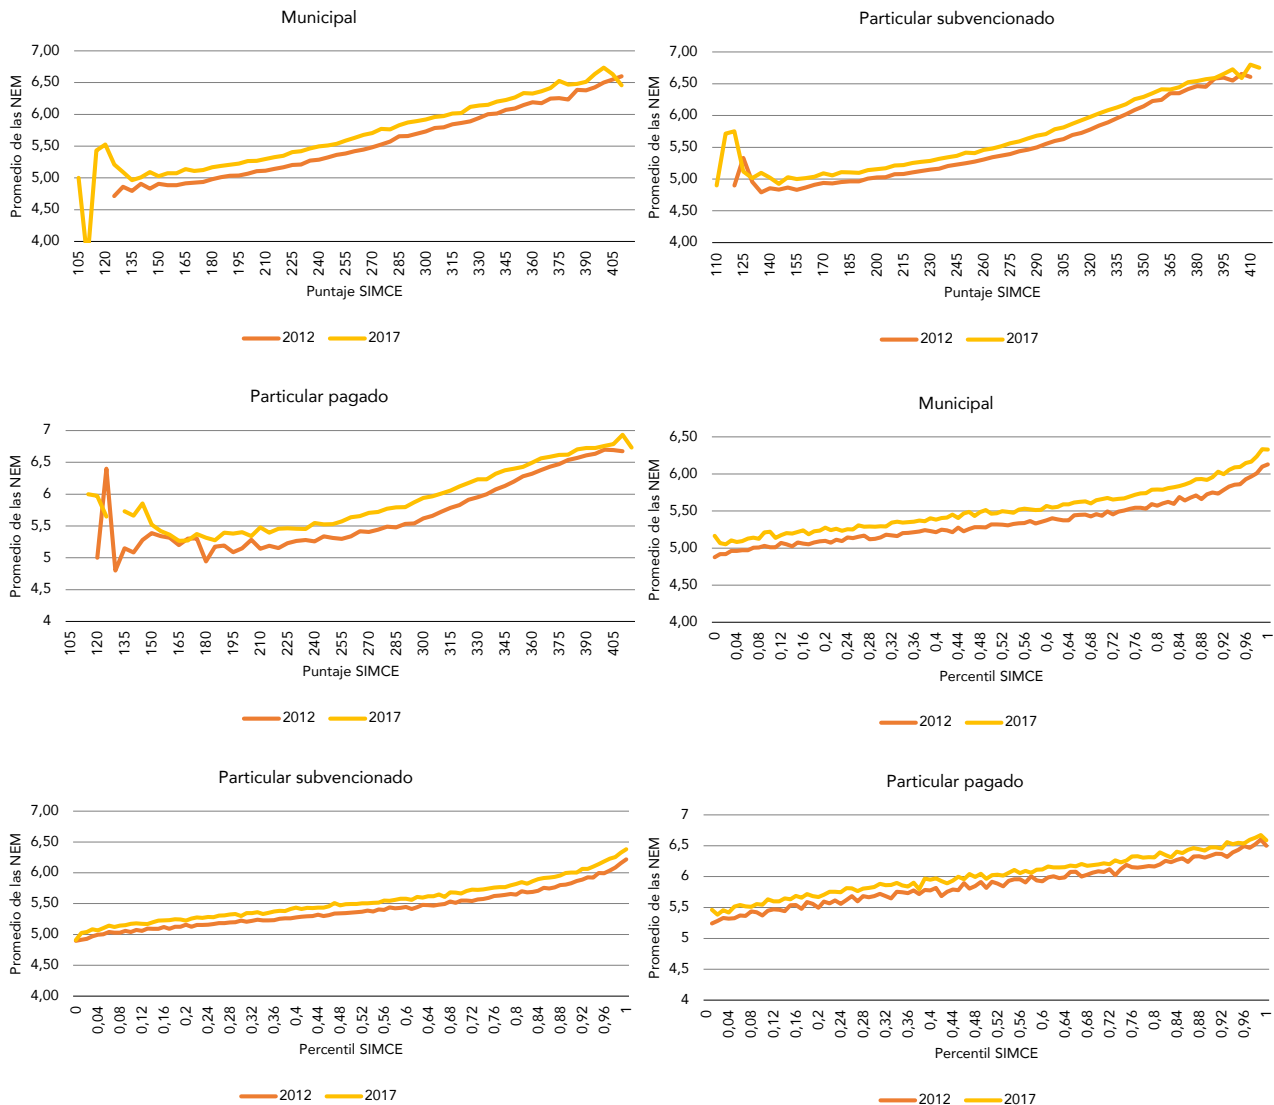 Municipal
Promedio de las NEM
7,00
6,50
6,00
5,50
5,00
4,50
4,00
105 120 135 150 165 180 195 210 225 240 255 270 285 300 315 330 345 360 375 390 405
Puntaje SIMCE
2012 2017
Particular subvencionado
Promedio de las NEM
7,00
6,50
6,00
5,50
5,00
4,50
4,00
110 125 140 155 170 185 200 215 230 245 260 275 290 305 320 335 350 365 380 395 410
Puntaje SIMCE
2012 2017
Particular pagado
Promedio de las NEM
7
6,5
6
5,5
5
4,5
4
105 120 135 150 165 180 195 210 225 240 255 270 285 300 315 330 345 360 375 390 405
Puntaje SIMCE
2012 2017
Municipal
Promedio de las NEM
6,50
6,00
5,50
5,00
4,50
4,00
0 0,04 0,08 0,12 0,16 0,2 0,24 0,28 0,32 0,36 0,4 0,44 0,48 0,52 0,56 0,6 0,64 0,68 0,72 0,76 0,8 0,84 0,88 0,92 0,96 1
Percentil SIMCE
2012 2017
Particular subvencionado
Promedio de las NEM
7,00
6,50
6,00
5,50
5,00
4,50
4,00
0 0,04 0,08 0,12 0,16 0,2 0,24 0,28 0,32 0,36 0,4 0,44 0,48 0,52 0,56 0,6 0,64 0,68 0,72 0,76 0,8 0,84 0,88 0,92 0,96 1
Percentil SIMCE
2012 2017
Particular pagado
Promedio de las NEM
7
6,5
6
5,5
5
4,5
4
0 0,04 0,08 0,12 0,16 0,2 0,24 0,28 0,32 0,36 0,4 0,44 0,48 0,52 0,56 0,6 0,64 0,68 0,72 0,76 0,8 0,84 0,88 0,92 0,96 1
Percentil SIMCE
2012 2017